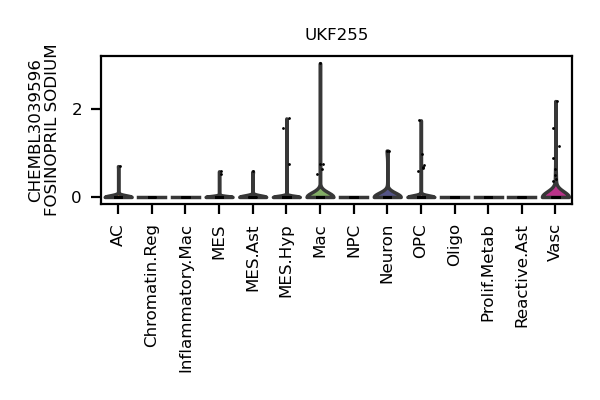 UKF255
CHEMBL3039596
FOSINOPRIL SODIUM
2
0
AC
Chromatin.Reg
Inflammatory.Mac
MES
MES.Ast
MES.Hyp
Mac
NPC
Neuron
OPC
Oligo
Prolif.Metab
Reactive.Ast
Vasc